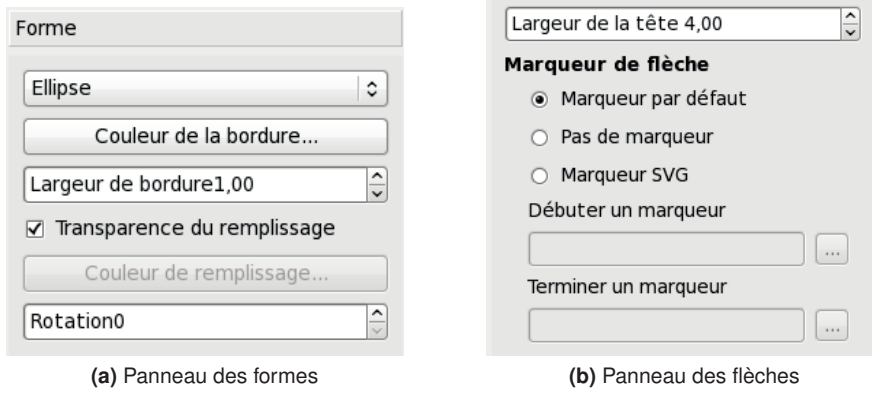 Forme
Ellipse
Couleur de la bordure...
Largeur de bordure1,00
Transparence du remplissage
Couleur de remplissage...
Rotation0
(a) Panneau des formes
Largeur de la tête 4,00
Marqueur de flèche
Marqueur par défaut
Pas de marqueur
Marqueur SVG
Débuter un marqueur
...
Terminer un marqueur
...
(b) Panneau des flèches